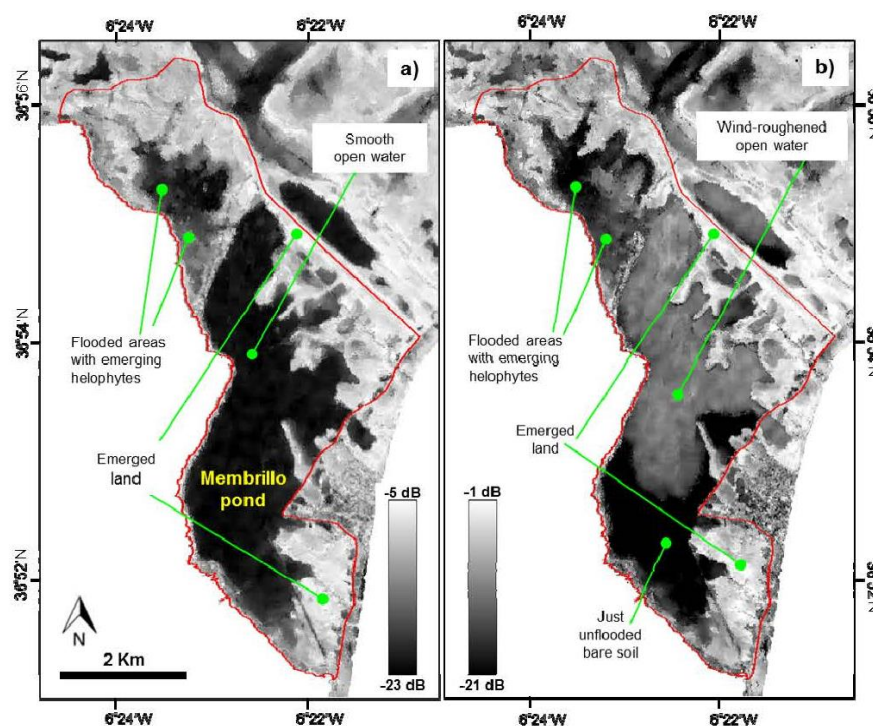 6°24'W
6°22'W
6°24'W
6°22'W
a)
b)
36°56'N
Smooth
open water
Wind-roughened
open water
36°54'N
Flooded areas
with emerging
helophytes
Flooded areas
with emerging
helophytes
Emerged
land
Membrillo
pond
-5 dB
-1 dB
Emerged
land
36°52'N
Just
unflooded
bare soil
N
2 Km
-23 dB
-21 dB
6°24'W
6°22'W
6°24'W
6°22'W